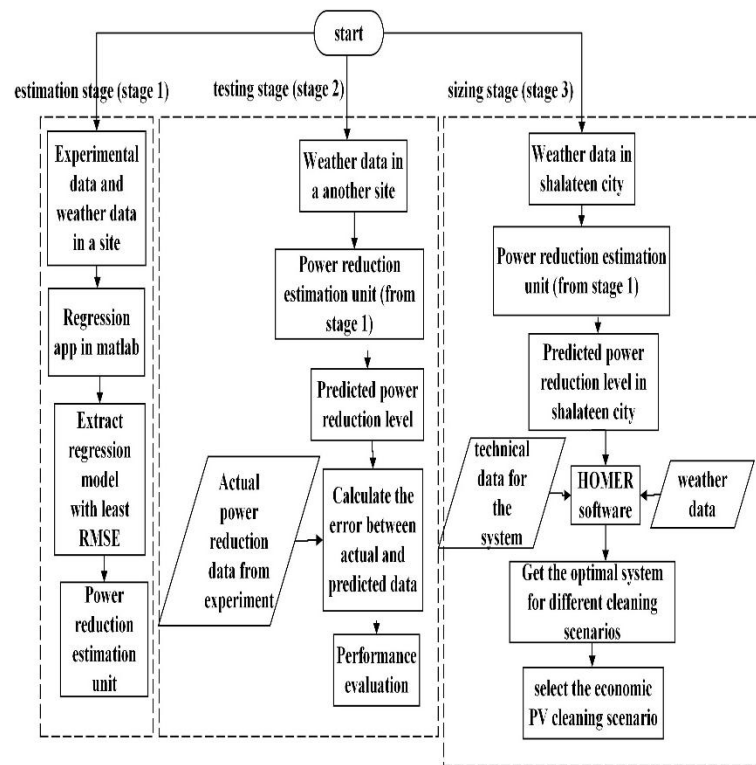 start
estimation stage (stage 1)
testing stage (stage 2)
sizing stage (stage 3)
Experimental
data and
weather data
in a site
Regression
app in matlab
Extract
regression
model
with least
RMSE
Power
reduction
estimation
unit
Weather data in
a another site
Power reduction
estimation unit (from
stage 1)
Predicted power
reduction level
Actual
power
reduction
data from
experiment
Calculate the
error between
actual and
predicted data
Performance
evaluation
Weather data in
shalateen city
Power reduction estimation
unit (from stage 1)
Predicted power
reduction level in
shalateen city
technical
data for
the
system
HOMER
software
weather
data
Get the optimal system
for different cleaning
scenarios
select the economic
PV cleaning scenario